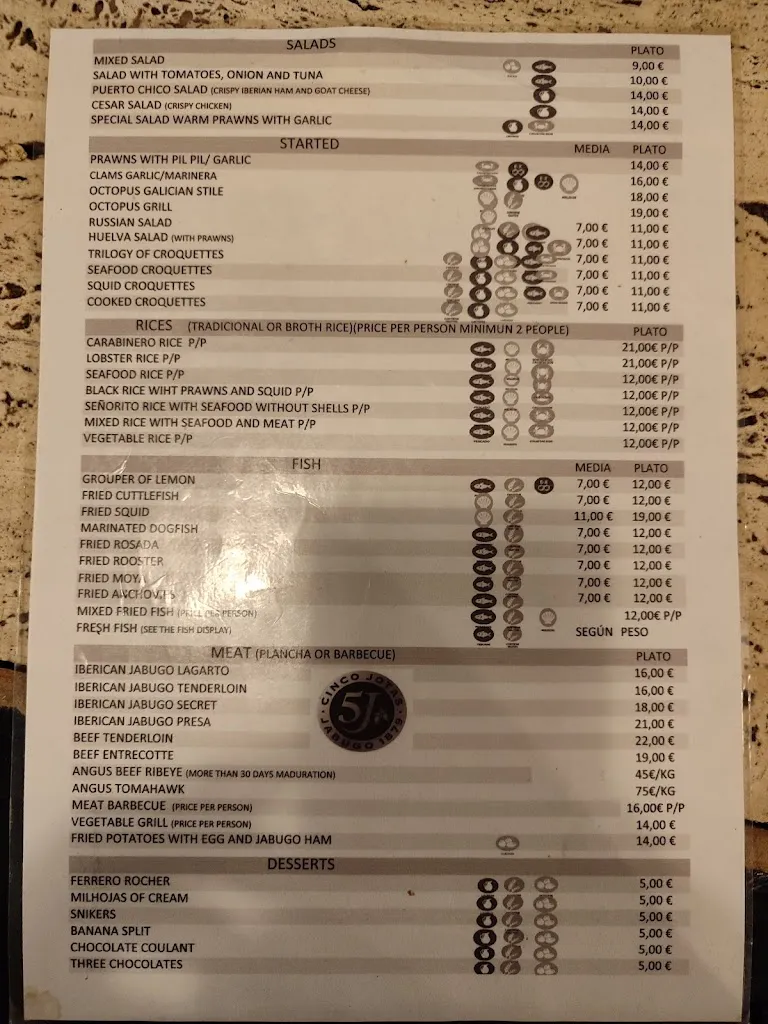 SALADS PLATO
MIXED SALAD 9,00 €
SALAD WITH TOMATOES, ONION AND TUNA 10,00 €
PUERTO CHICO SALAD (CRISPY IBERIAN HAM AND GOAT CHEESE) 14,00 €
CESAR SALAD (CRISPY CHICKEN) 14,00 €
SPECIAL SALAD WARM PRAWNS WITH GARLIC 14,00 €
STARTED MEDIA PLATO
PRAWNS WITH PIL PIL/ GARLIC 14,00 €
CLAMS GARLIC/MARINERA 16,00 €
OCTOPUS GALICIAN STILE 18,00 €
OCTOPUS GRILL 19,00 €
RUSSIAN SALAD 7,00 € 11,00 €
HUELVA SALAD (WITH PRAWNS) 7,00 € 11,00 €
TRILOGY OF CROQUETTES 7,00 € 11,00 €
SEAFOOD CROQUETTES 7,00 € 11,00 €
SQUID CROQUETTES 7,00 € 11,00 €
COOKED CROQUETTES 7,00 € 11,00 €
RICES (TRADICIONAL OR BROTH RICE)(PRICE PER PERSON MINIMUN 2 PEOPLE) PLATO
CARABINERO RICE P/P 21,00€ P/P
LOBSTER RICE P/P 21,00€ P/P
SEAFOOD RICE P/P 12,00€ P/P
BLACK RICE WIHT PRAWNS AND SQUID P/P 12,00€ P/P
SEÑORITO RICE WITH SEAFOOD WITHOUT SHELLS P/P 12,00€ P/P
MIXED RICE WITH SEAFOOD AND MEAT P/P 12,00€ P/P
VEGETABLE RICE P/P 12,00€ P/P
FISH MEDIA PLATO
GROUPER OF LEMON 7,00 € 12,00 €
FRIED CUTTLEFISH 7,00 € 12,00 €
FRIED SQUID 11,00 € 19,00 €
MARINATED DOGFISH 7,00 € 12,00 €
FRIED ROSADA 7,00 € 12,00 €
FRIED ROOSTER 7,00 € 12,00 €
FRIED MOYA 7,00 € 12,00 €
FRIED ANCHOVIES 7,00 € 12,00 €
MIXED FRIED FISH (PRICE PER PERSON) 12,00€ P/P
FRESH FISH (SEE THE FISH DISPLAY) SEGÚN PESO
MEAT (PLANCHA OR BARBECUE) PLATO
IBERICAN JABUGO LAGARTO 16,00 €
IBERICAN JABUGO TENDERLOIN 16,00 €
IBERICAN JABUGO SECRET 18,00 €
IBERICAN JABUGO PRESA 21,00 €
BEEF TENDERLOIN 22,00 €
BEEF ENTRECOTTE 19,00 €
ANGUS BEEF RIBEYE (MORE THAN 30 DAYS MADURATION) 45€/KG
ANGUS TOMAHAWK 75€/KG
MEAT BARBECUE (PRICE PER PERSON) 16,00€ P/P
VEGETABLE GRILL (PRICE PER PERSON) 14,00 €
FRIED POTATOES WITH EGG AND JABUGO HAM 14,00 €
CINCO JOTAS
5J
JABUGO 1879
DESSERTS
FERRERO ROCHER 5,00 €
MILHOJAS OF CREAM 5,00 €
SNIKERS 5,00 €
BANANA SPLIT 5,00 €
CHOCOLATE COULANT 5,00 €
THREE CHOCOLATES 5,00 €